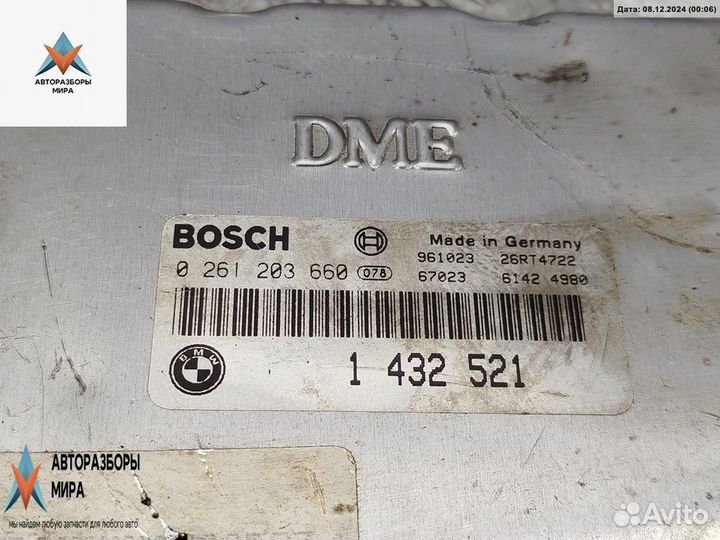 Дата: 08.12.2024 (00:06)
АВТОРАЗБОРЫ
МИРА
DME
BOSCH
Made in Germany
961023 26RT4722
0 261 203 660 078
67023 6142 4980
BMW
1 432 521
АВТОРАЗБОРЫ
МИРА
мы найдем любую запчасти для любого авто
Avito